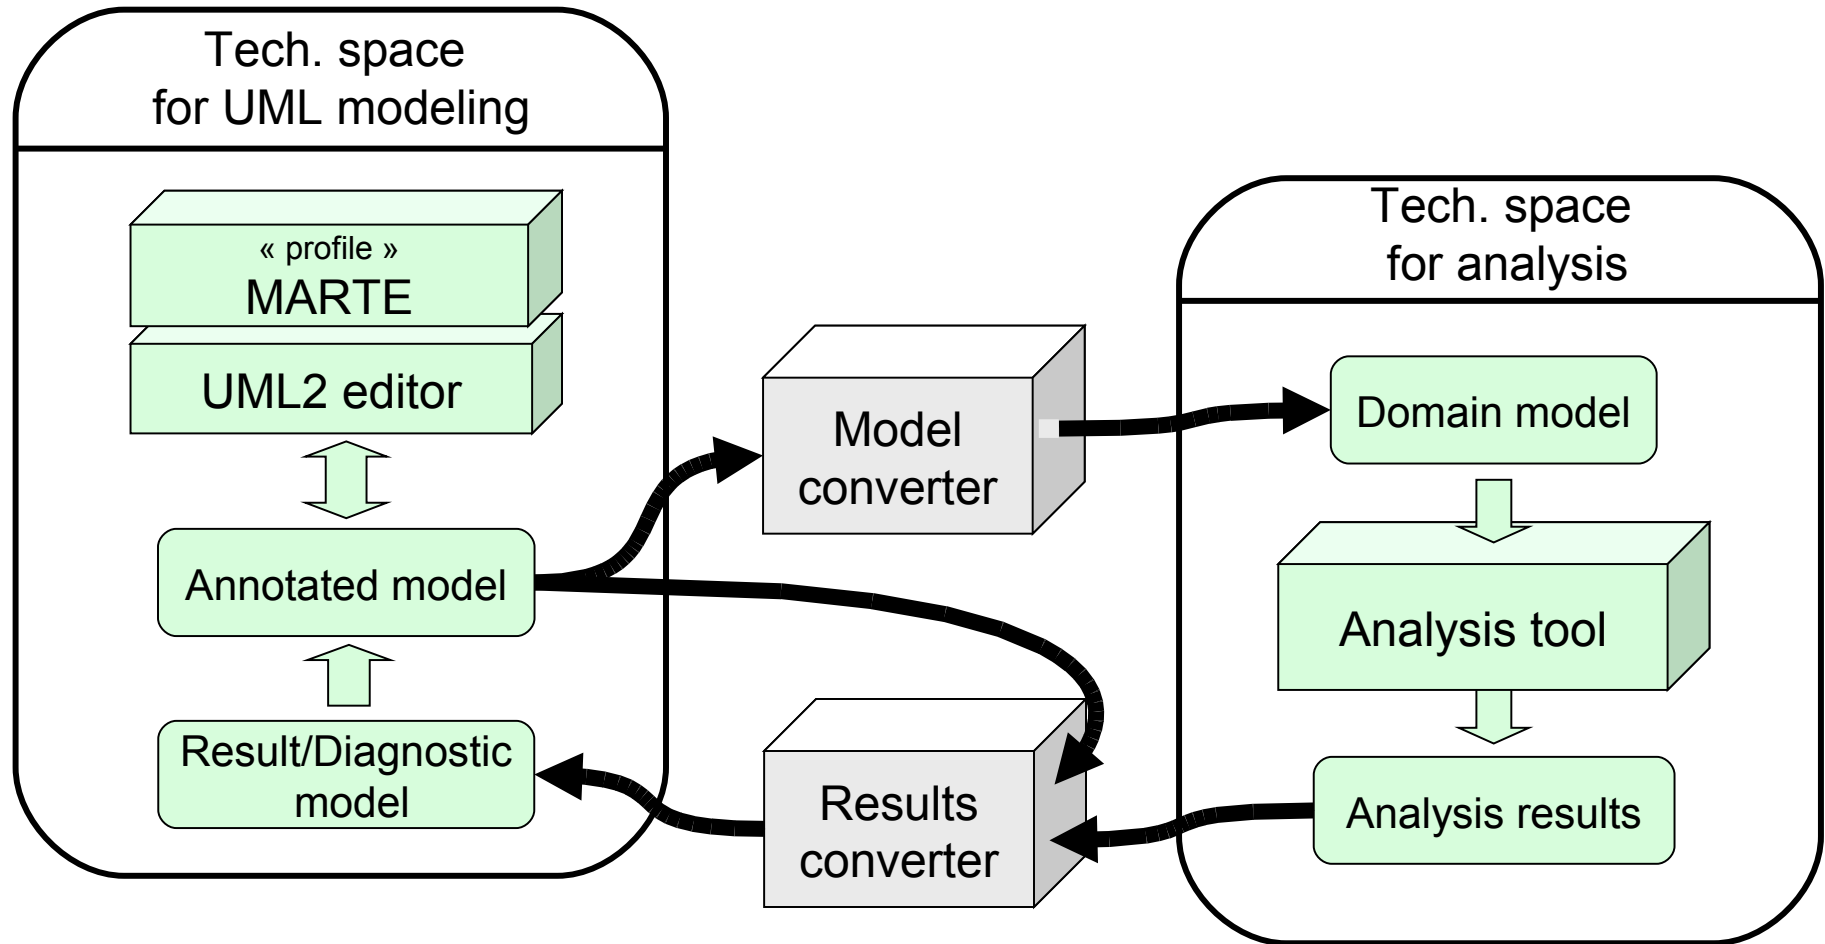 Tech. space
for UML modeling
« profile »
MARTE
UML2 editor
Annotated model
Result/Diagnostic
model
Model
converter
Results
converter
Tech. space
for analysis
Domain model
Analysis tool
Analysis results